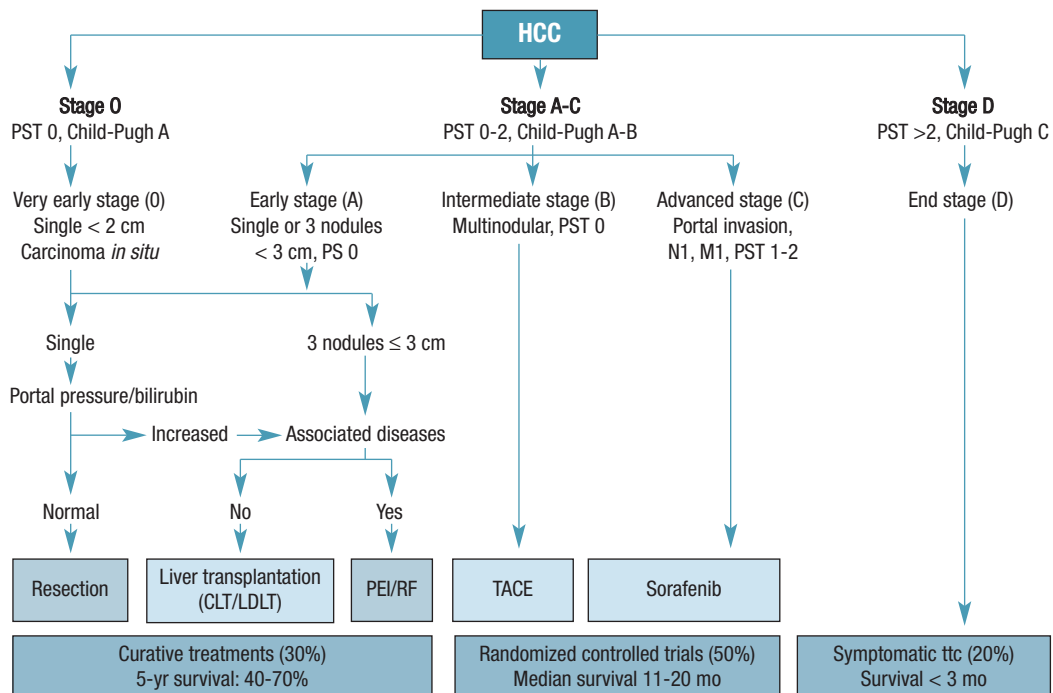 HCC
Stage 0
PST 0, Child-Pugh A
Stage A-C
PST 0-2, Child-Pugh A-B
Stage D
PST >2, Child-Pugh C
Very early stage (0)
Single < 2 cm
Carcinoma in situ
Early stage (A)
Single or 3 nodules
< 3 cm, PS 0
Intermediate stage (B)
Multinodular, PST 0
Advanced stage (C)
Portal invasion,
N1, M1, PST 1-2
End stage (D)
Single
3 nodules ≤ 3 cm
Portal pressure/bilirubin
Increased
Associated diseases
Normal
No
Yes
Resection
Liver transplantation
(CLT/LDLT)
PEI/RF
TACE
Sorafenib
Curative treatments (30%)
5-yr survival: 40-70%
Randomized controlled trials (50%)
Median survival 11-20 mo
Symptomatic ttc (20%)
Survival < 3 mo